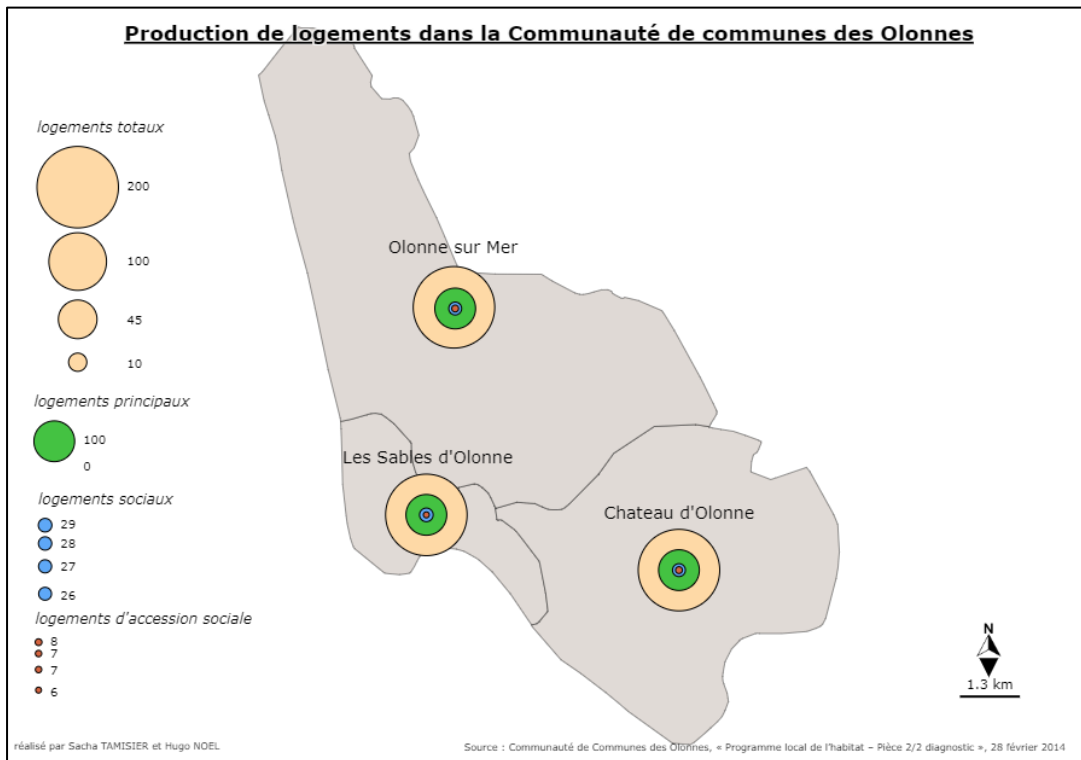 Production de logements dans la Communauté de communes des Olonnes
logements totaux
200
100
45
10
logements principaux
100
0
logements sociaux
29
28
27
26
logements d'accession sociale
8
7
7
6
Olonne sur Mer
Les Sables d'Olonne
Chateau d'Olonne
N
1.3 km
réalisé par Sacha TAMISIER et Hugo NOEL
Source : Communauté de Communes des Olonnes, « Programme local de l'habitat – Pièce 2/2 diagnostic », 28 février 2014